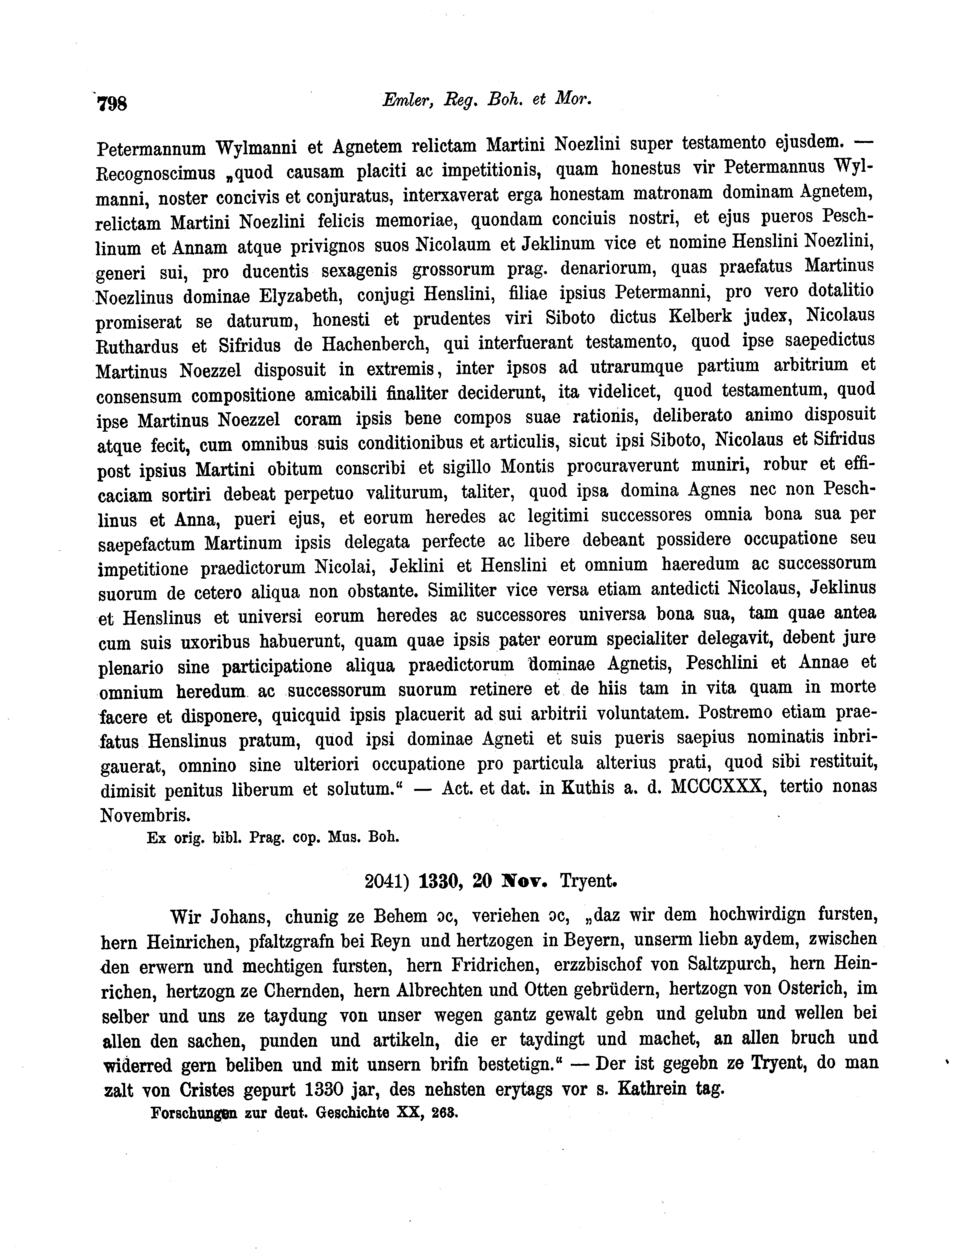 798 Emler, Reg. Boh. et Mor.
Petermannum Wylmanni et Agnetem relictam Martini Noezlini super testamento ejusdem. —
Recognoscimus „quod causam placiti ac impetitionis, quam honestus vir Petermannus Wyl-
manni, noster concivis et conjuratus, interxaverat erga honestam matronam dominam Agnetem,
relictam Martini Noezlini felicis memoriae, quondam conciuis nostri, et ejus pueros Pesch-
linum et Annam atque privignos suos Nicolaum et Jeklinum vice et nomine Henslini Noezlini,
generi sui, pro ducentis sexagenis grossorum prag. denariorum, quas praefatus Martinus
Noezlinus dominae Elyzabeth, conjugi Henslini, filiae ipsius Petermanni, pro vero dotalitio
promiserat se daturum, honesti et prudentes viri Siboto dictus Kelberk judex, Nicolaus
Ruthardus et Sifridus de Hachenberch, qui interfuerant testamento, quod ipse saepedictus
Martinus Noezzel disposuit in extremis, inter ipsos ad utrarumque partium arbitrium et
consensum compositione amicabili finaliter deciderunt, ita videlicet, quod testamentum, quod
ipse Martinus Noezzel coram ipsis bene compos suae rationis, deliberato animo disposuit
atque fecit, cum omnibus suis conditionibus et articulis, sicut ipsi Siboto, Nicolaus et Sifridus
post ipsius Martini obitum conscribi et sigillo Montis procuraverunt muniri, robur et effi-
caciam sortiri debeat perpetuo valiturum, taliter, quod ipsa domina Agnes nec non Pesch-
linus et Anna, pueri ejus, et eorum heredes ac legitimi successores omnia bona sua per
saepefactum Martinum ipsis delegata perfecte ac libere debeant possidere occupatione seu
impetitione praedictorum Nicolai, Jeklini et Henslini et omnium haeredum ac successorum
suorum de cetero aliqua non obstante. Similiter vice versa etiam antedicti Nicolaus, Jeklinus
et Henslinus et universi eorum heredes ac successores universa bona sua, tam quae antea
cum suis uxoribus habuerunt, quam quae ipsis pater eorum specialiter delegavit, debent jure
plenario sine participatione aliqua praedictorum dominae Agnetis, Peschlini et Annae et
omnium heredum ac successorum suorum retinere et de hiis tam in vita quam in morte
facere et disponere, quicquid ipsis placuerit ad sui arbitrii voluntatem. Postremo etiam prae-
fatus Henslinus pratum, quod ipsi dominae Agneti et suis pueris saepius nominatis inbri-
gauerat, omnino sine ulteriori occupatione pro particula alterius prati, quod sibi restituit,
dimisit penitus liberum et solutum.“ — Act. et dat. in Kuthis a. d. MCCCXXX, tertio nonas
Novembris.
Ex orig. bibl. Prag. cop. Mus. Boh.
2041) 1330, 20 Nov. Tryent.
Wir Johans, chunig ze Behem ɔc, veriehen ɔc, „daz wir dem hochwirdign fursten,
hern Heinrichen, pfaltzgrafn bei Reyn und hertzogen in Beyern, unserm liebn aydem, zwischen
den erwern und mechtigen fursten, hern Fridrichen, erzzbischof von Saltzpurch, hern Hein-
richen, hertzogn ze Chernden, hern Albrechten und Otten gebrüdern, hertzogn von Osterich, im
selber und uns ze taydung von unser wegen gantz gewalt gebn und gelubn und wellen bei
allen den sachen, punden und artikeln, die er taydingt und machet, an allen bruch und
widerred gern beliben und mit unsern brifn bestetign.“ — Der ist gegebn ze Tryent, do man
zalt von Cristes gepurt 1330 jar, des nehsten erytags vor s. Kathrein tag.
Forschungen zur deut. Geschichte XX, 263.